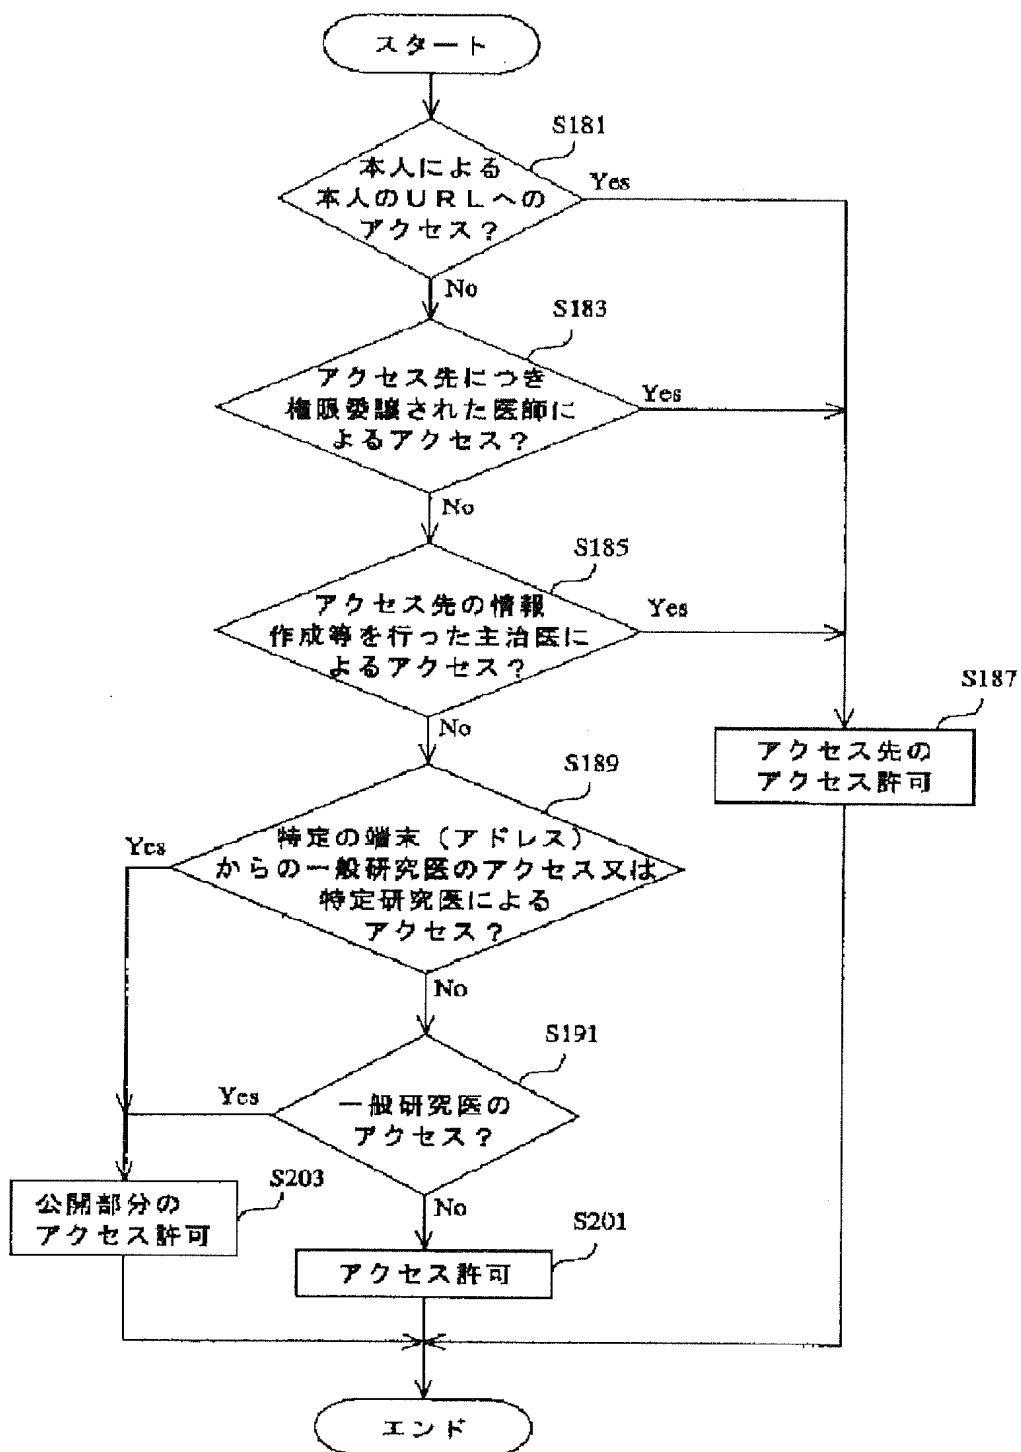 スタート
S181
本人による
本人のURLへの
アクセス?
Yes
No
S183
アクセス先につき
権限委譲された医師に
よるアクセス?
Yes
No
S185
アクセス先の情報
作成等を行った主治医に
よるアクセス?
Yes
No
S187
アクセス先の
アクセス許可
S189
特定の端末(アドレス)
からの一般研究医のアクセス又は
特定研究医による
アクセス?
Yes
No
S191
一般研究医の
アクセス?
Yes
No
S203
公開部分の
アクセス許可
S201
アクセス許可
エンド